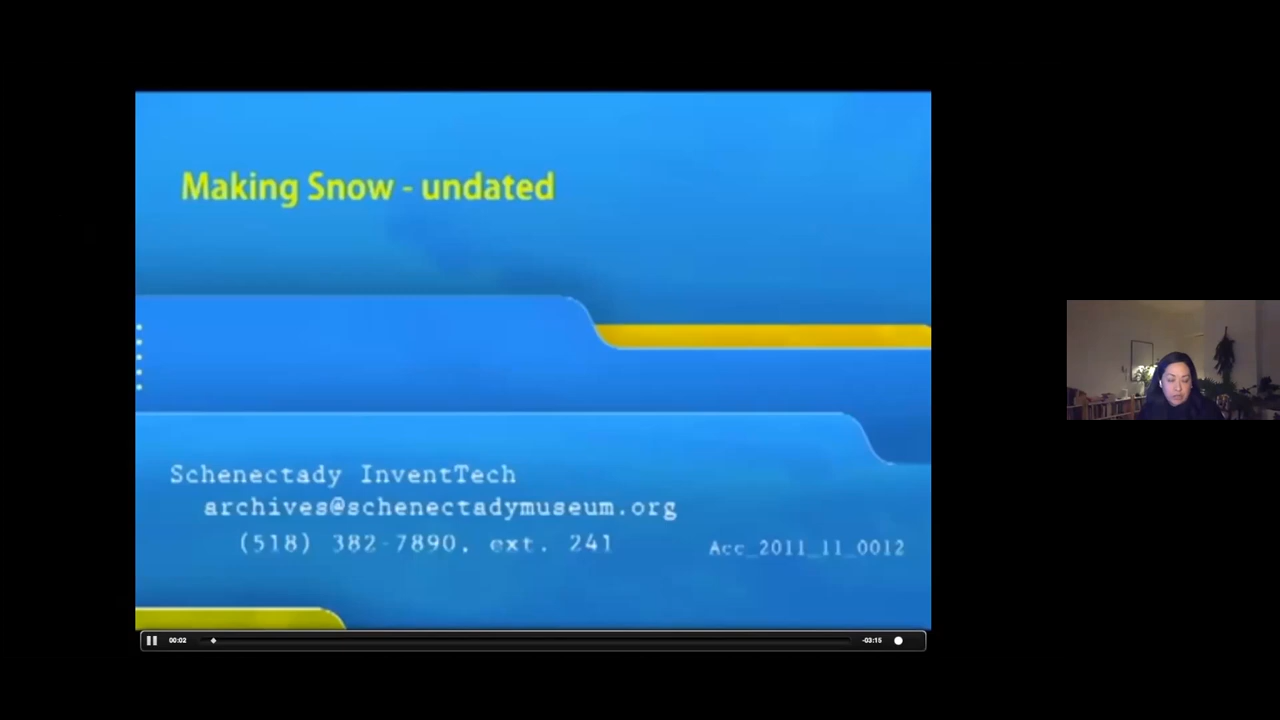 Making Snow - undated
Schenectady InventTech
archives@schenectadymuseum.org
(518) 382-7890, ext. 241
Acc_2011_11_0012
00:02
-03:15